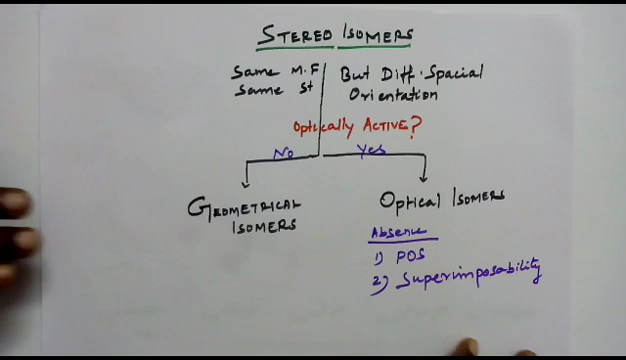 STEREO ISOMERS
Same M.F But Diff. Spacial
Same St Orientation
Optically ACTIVE?
No Yes
GEOMETRICAL ISOMERS
Optical ISOMERS
Absence
1) POS
2) Superimposability